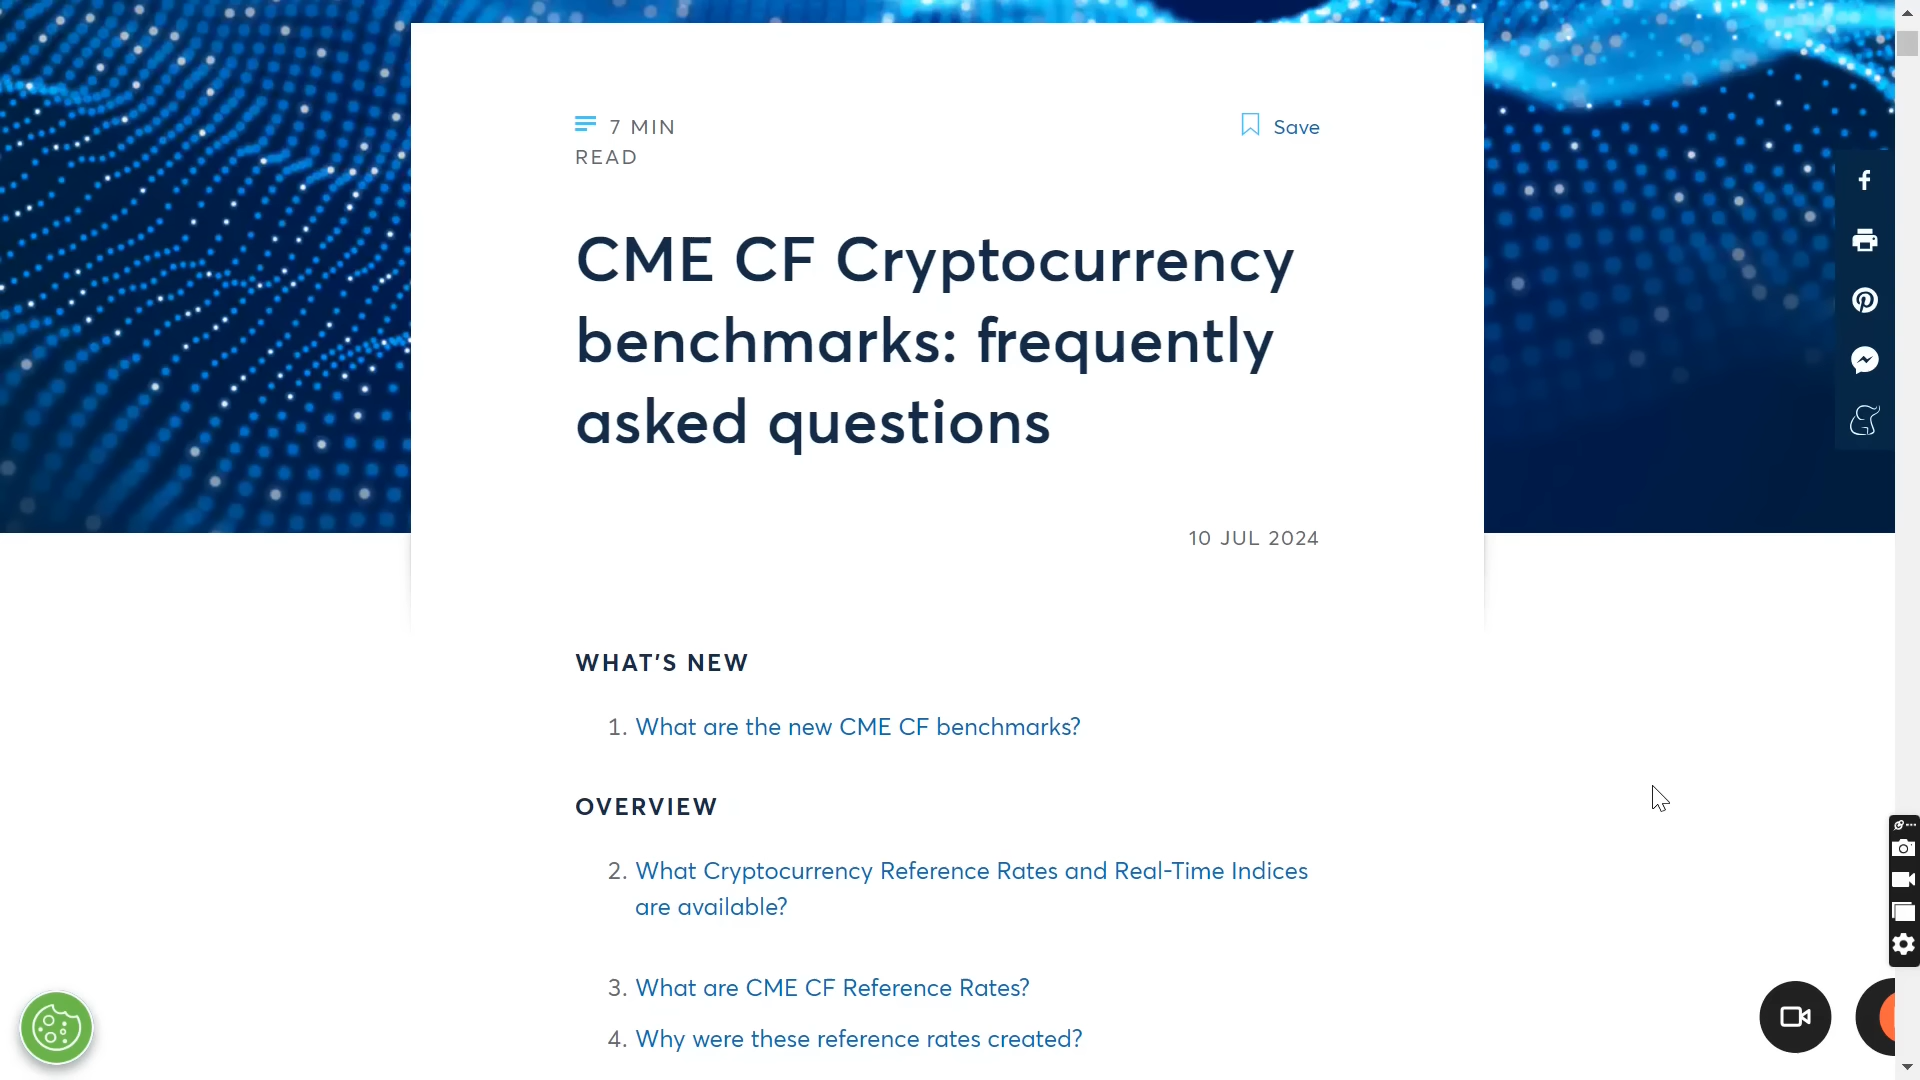 7 MIN
READ
Save
CME CF Cryptocurrency
benchmarks: frequently
asked questions
10 JUL 2024
WHAT'S NEW
1. What are the new CME CF benchmarks?
OVERVIEW
2. What Cryptocurrency Reference Rates and Real-Time Indices
are available?
3. What are CME CF Reference Rates?
4. Why were these reference rates created?